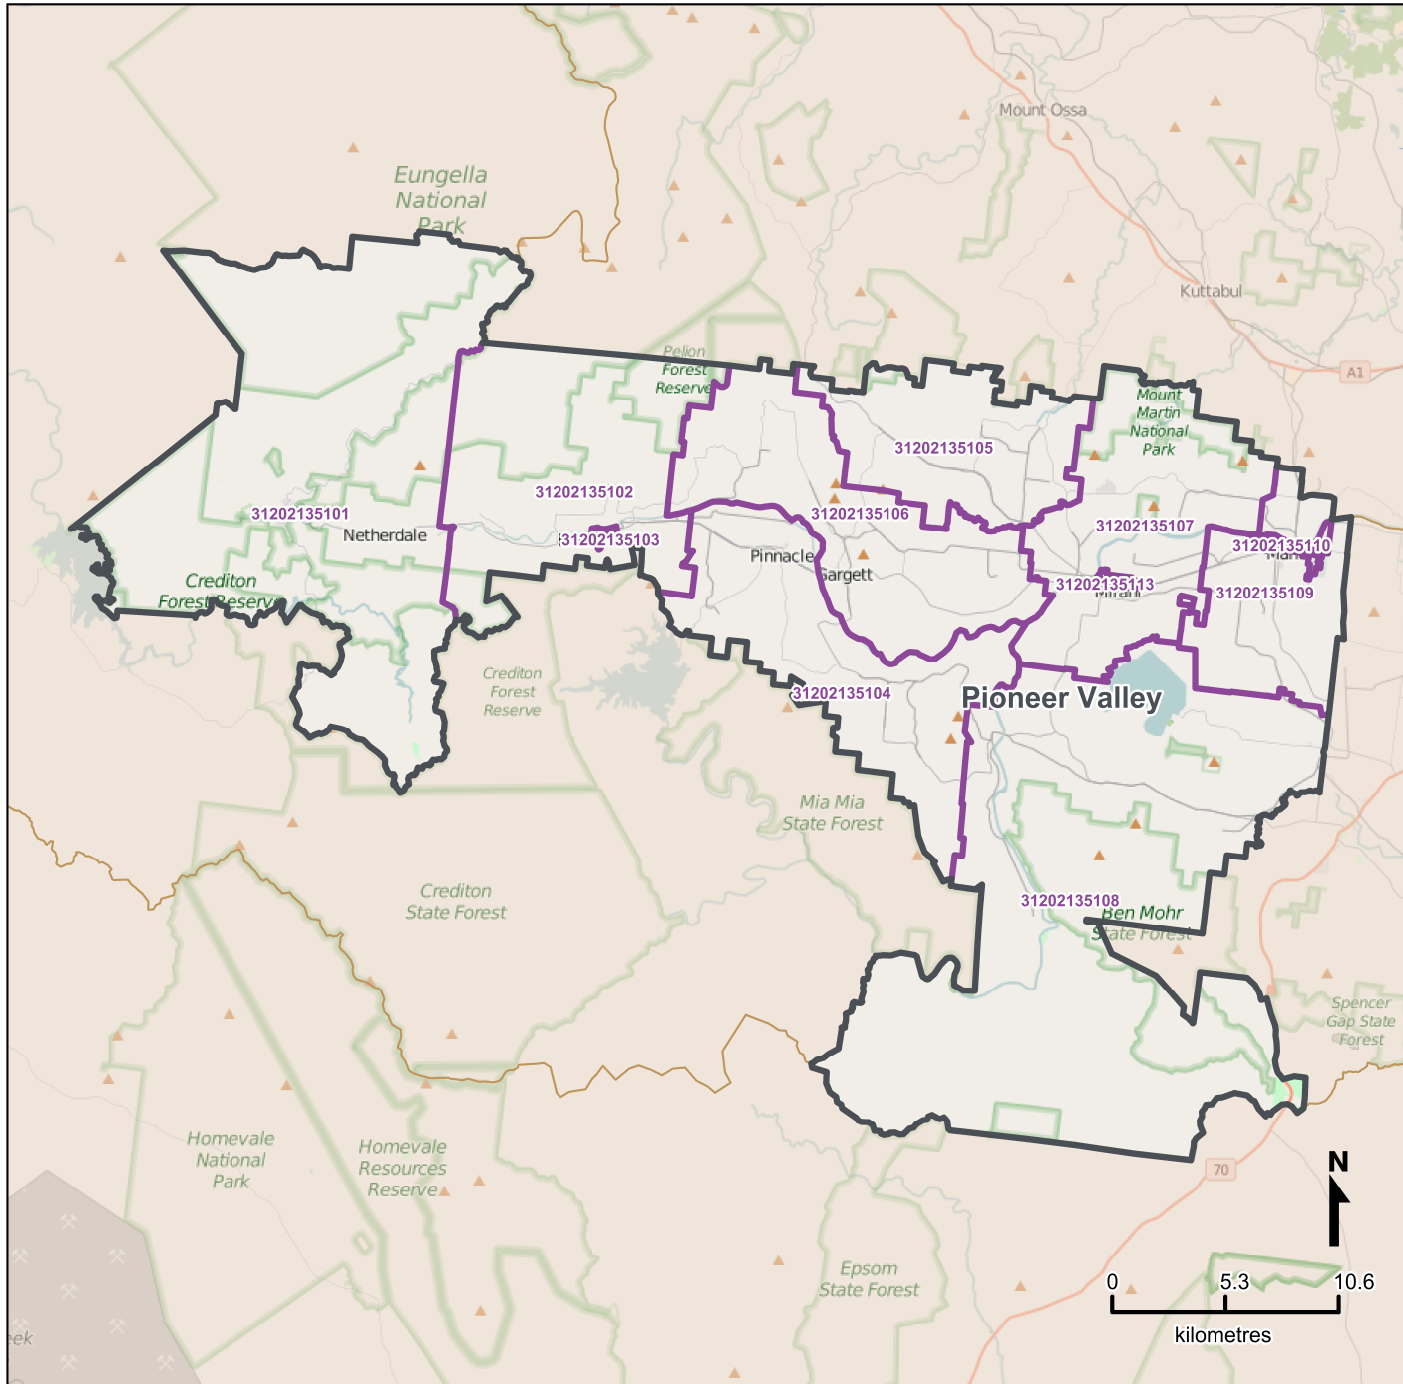 Mount Ossa
Eungella
National
Park
Kuttabul
A1
Pelion
Forest
Reserve
Mount
Martin
National
Park
31202135105
31202135102
31202135101
31202135106
31202135107
Netherdale
31202135103
31202135110
Pinnacle
Gargett
31202135113
Mirani
31202135109
Crediton
Forest Reserve
Crediton
Forest
Reserve
31202135104
Pioneer Valley
Mia Mia
State Forest
Crediton
State Forest
31202135108
Ben Mohr
State Forest
Spencer
Gap State
Forest
Homevale
National
Park
Homevale
Resources
Reserve
70
N
Epsom
State Forest
0 5.3 10.6
kilometres
eek